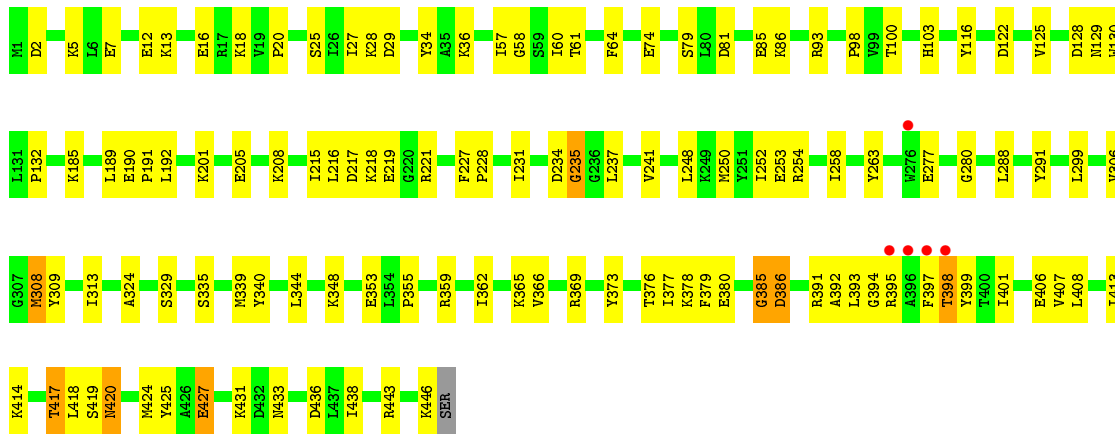 M1 D2 K5 L6 E7 E12 K13 E16 R17 K18 V19 P20 S25 I26 I27 K28 D29 Y34 A35 K36 I57 G58 S59 I60 T61 F64 E74 S79 L80 D81 E85 K86 R93 P98 V99 T100 H103 Y116 D122 V125 D128 N129 W130
L131 P132 K185 L189 E190 P191 L192 K201 E205 K208 I215 L216 D217 K218 E219 G220 R221 F227 P228 I231 D234 G235 G236 L237 V241 L248 K249 M250 Y251 I252 E253 R254 I258 Y263 W276 E277 G280 L288 Y291 L299 V306
G307 M308 Y309 I313 A324 S329 S335 M339 Y340 L344 K348 E353 L354 P355 R359 I362 K365 V366 R369 Y373 T376 I377 K378 F379 E380 G385 D386 R391 A392 L393 G394 R395 A396 F397 T398 Y399 T400 I401 E406 V407 L408
K414 T417 L418 S419 N420 M424 Y425 A426 E427 K431 D432 N433 D436 L437 I438 R443 K446 SER